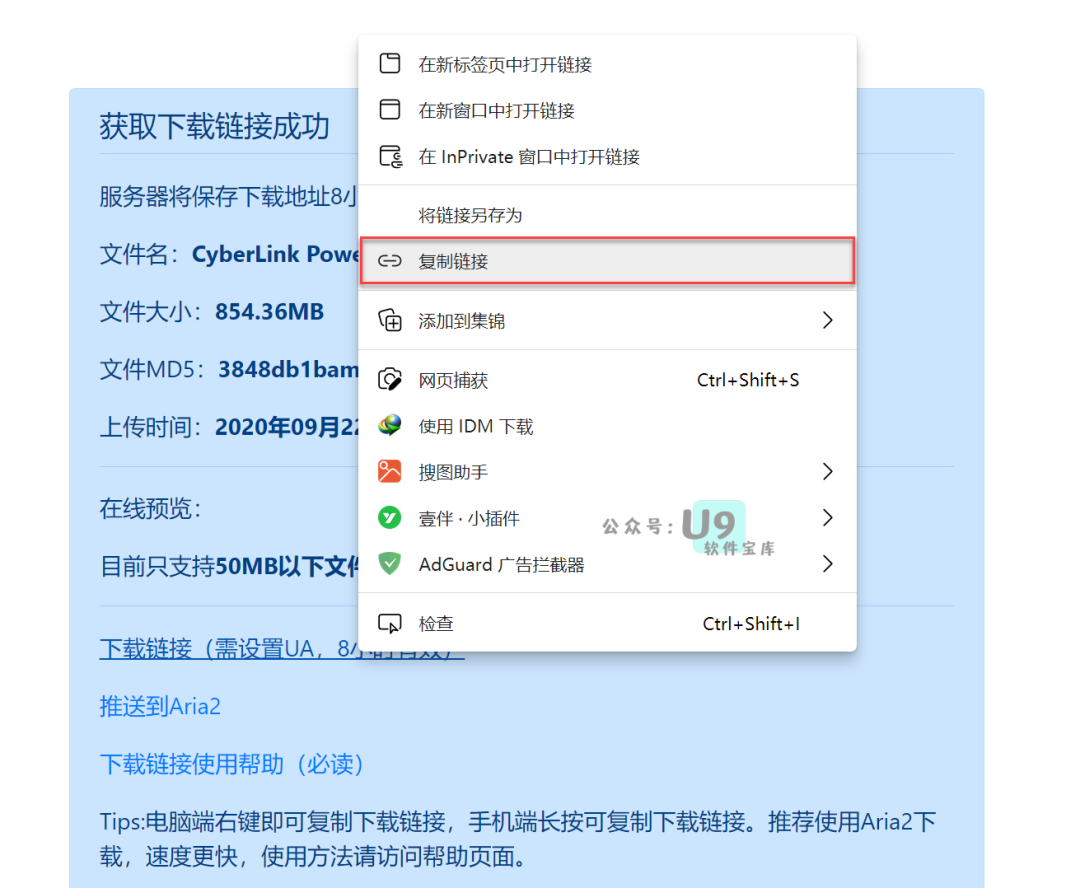 在新标签页中打开链接
在新窗口中打开链接
在 InPrivate 窗口中打开链接
将链接另存为
复制链接
添加到集锦
网页捕获 Ctrl+Shift+S
使用 IDM 下载
搜图助手
壹伴 · 小插件
AdGuard 广告拦截器
检查 Ctrl+Shift+I
公众号: U9
软件宝库
获取下载链接成功
服务器将保存下载地址8小
文件名: CyberLink Powe
文件大小: 854.36MB
文件MD5: 3848db1bam
上传时间: 2020年09月22
在线预览:
目前只支持50MB以下文件
下载链接（需设置UA，8小时有效）
推送到Aria2
下载链接使用帮助（必读）
Tips:电脑端右键即可复制下载链接，手机端长按可复制下载链接。推荐使用Aria2下
载，速度更快，使用方法请访问帮助页面。